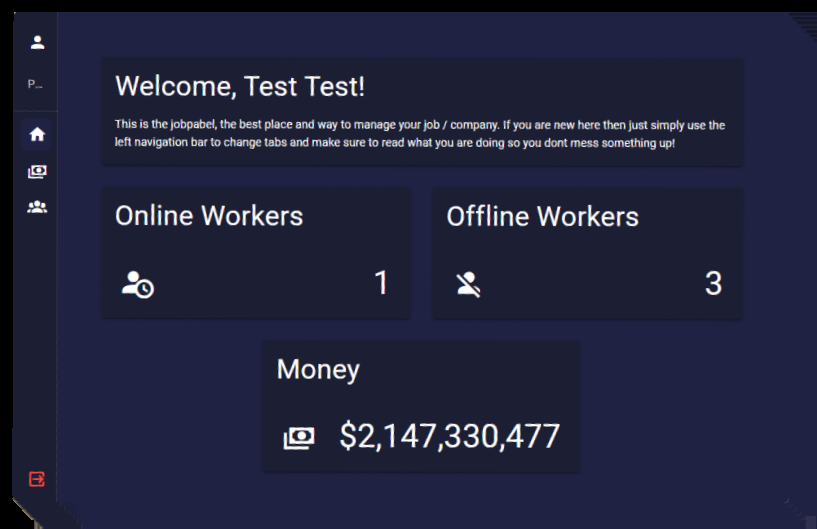 P...
Welcome, Test Test!
This is the jobpabel, the best place and way to manage your job / company. If you are new here then just simply use the
left navigation bar to change tabs and make sure to read what you are doing so you dont mess something up!
Online Workers
1
Offline Workers
3
Money
$2,147,330,477